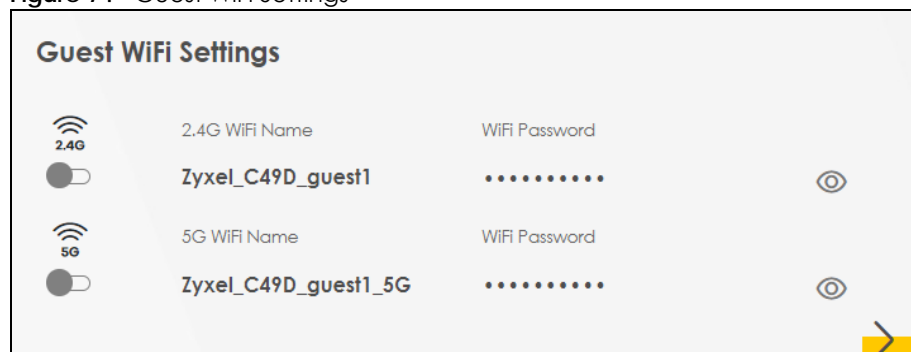 Guest WiFi Settings
2.4G WiFi Name WiFi Password
2.4G
Zyxel_C49D_guest1 ••••••••••
5G WiFi Name WiFi Password
5G
Zyxel_C49D_guest1_5G ••••••••••